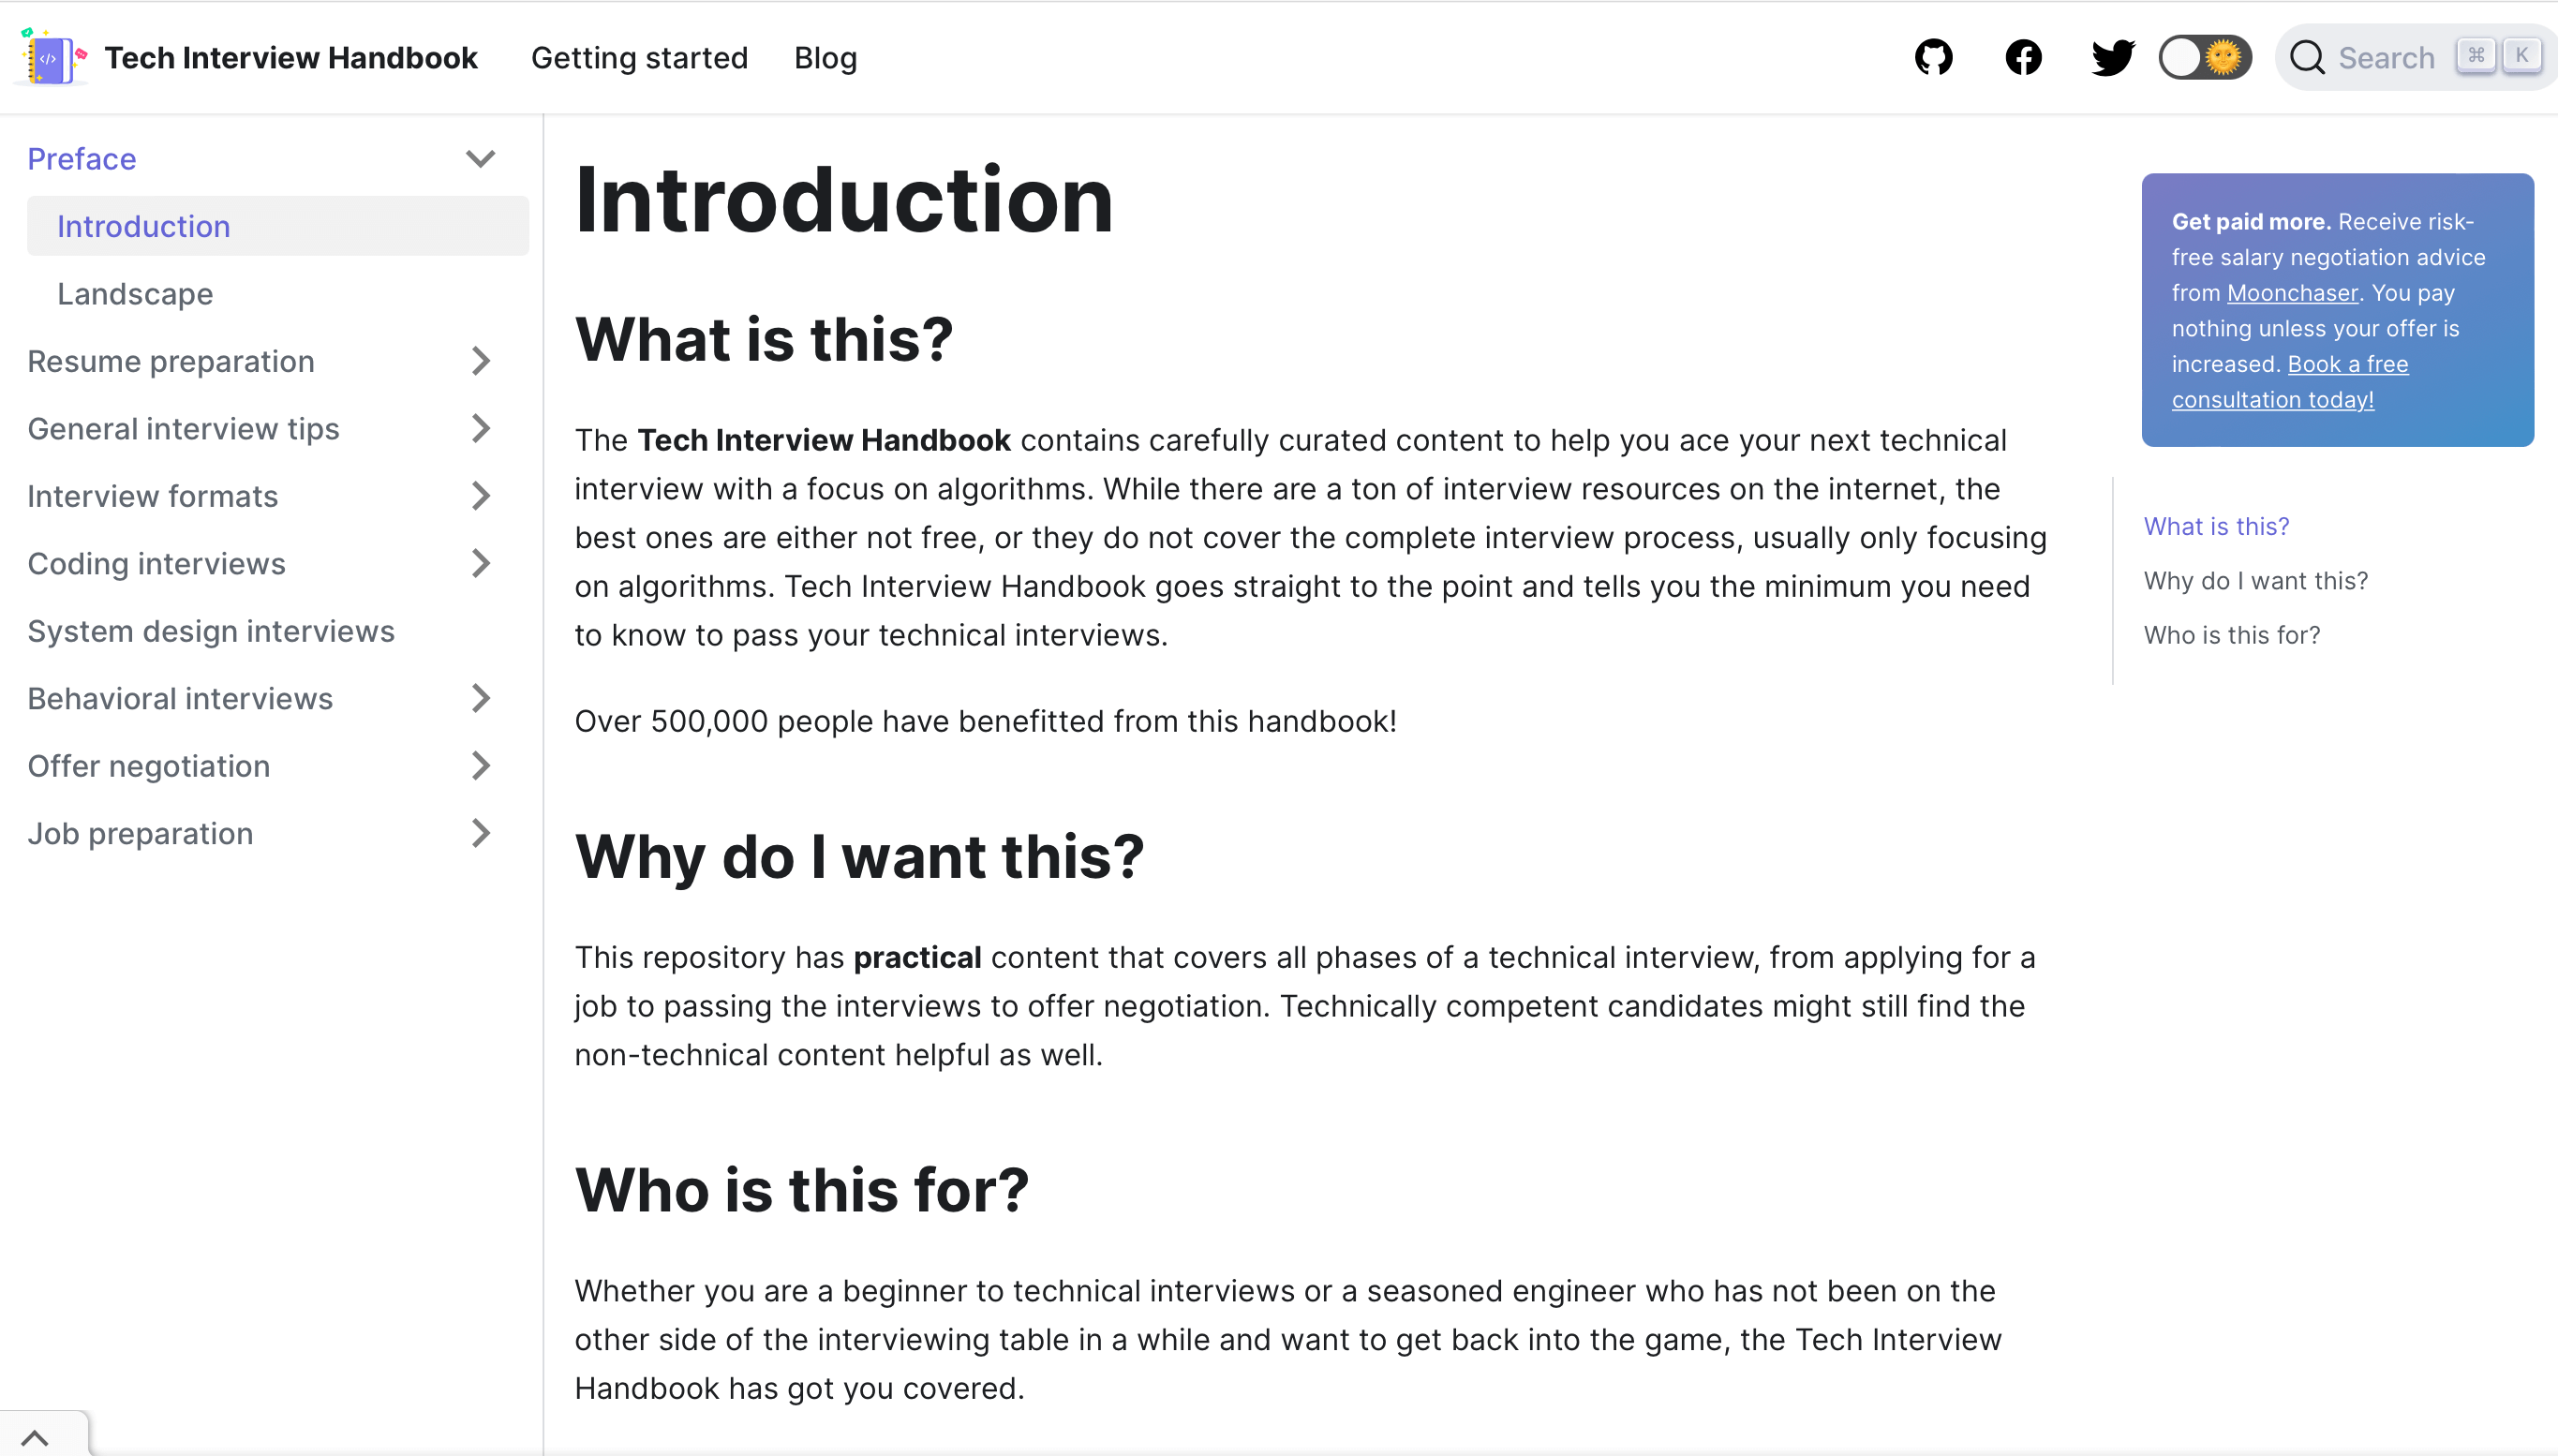 Tech Interview Handbook
Getting started
Blog
Search
⌘ K
Preface
Introduction
Landscape
Resume preparation
General interview tips
Interview formats
Coding interviews
System design interviews
Behavioral interviews
Offer negotiation
Job preparation
Introduction
What is this?
The Tech Interview Handbook contains carefully curated content to help you ace your next technical
interview with a focus on algorithms. While there are a ton of interview resources on the internet, the
best ones are either not free, or they do not cover the complete interview process, usually only focusing
on algorithms. Tech Interview Handbook goes straight to the point and tells you the minimum you need
to know to pass your technical interviews.
Over 500,000 people have benefitted from this handbook!
Why do I want this?
This repository has practical content that covers all phases of a technical interview, from applying for a
job to passing the interviews to offer negotiation. Technically competent candidates might still find the
non-technical content helpful as well.
Who is this for?
Whether you are a beginner to technical interviews or a seasoned engineer who has not been on the
other side of the interviewing table in a while and want to get back into the game, the Tech Interview
Handbook has got you covered.
Get paid more. Receive risk-
free salary negotiation advice
from Moonchaser. You pay
nothing unless your offer is
increased. Book a free
consultation today!
What is this?
Why do I want this?
Who is this for?